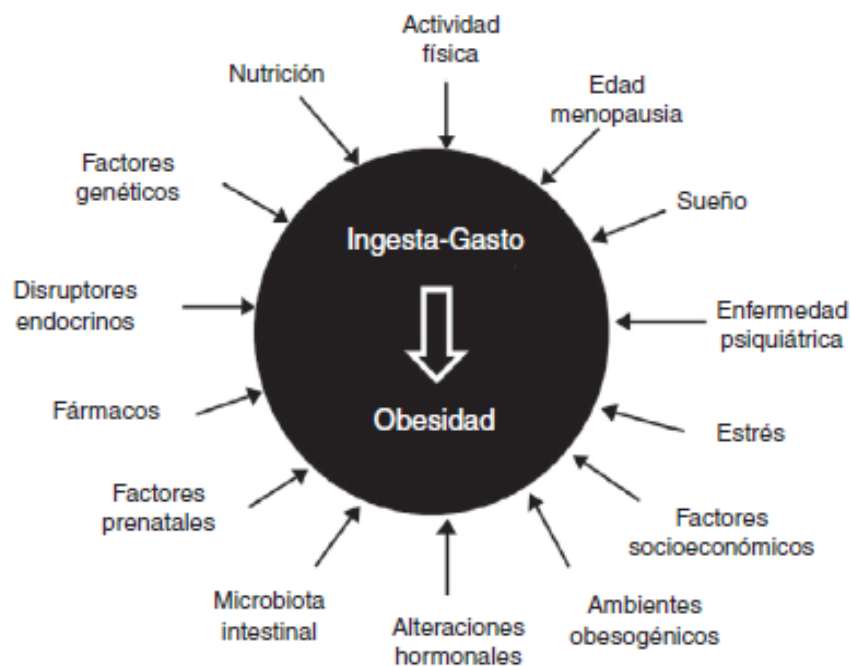 Actividad
física
Nutrición
Edad
menopausia
Factores
genéticos
Sueño
Ingesta-Gasto
Disruptores
endocrinos
Enfermedad
psiquiátrica
Fármacos
Obesidad
Estrés
Factores
prenatales
Factores
socioeconómicos
Microbiota
intestinal
Alteraciones
hormonales
Ambientes
obesogénicos